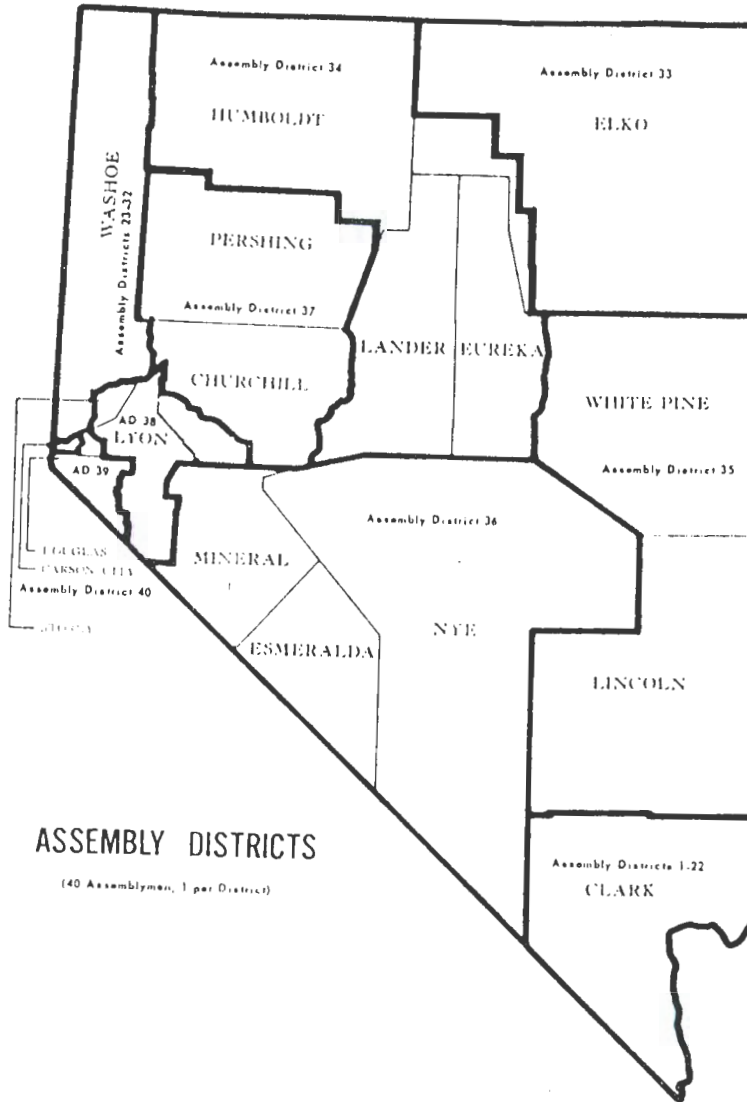 Assembly District 34
HUMBOLDT
Assembly District 33
ELKO
WASHOE
Assembly Districts 23-32
PERSHING
Assembly District 37
LANDER
EUREKA
CHURCHILL
WHITE PINE
AD 38
LYON
Assembly District 35
AD 39
Assembly District 36
DOUGLAS
CARSON CITY
Assembly District 40
STOREY
MINERAL
NYE
ESMERALDA
LINCOLN
ASSEMBLY DISTRICTS
(40 Assemblymen, 1 per District)
Assembly Districts 1-22
CLARK